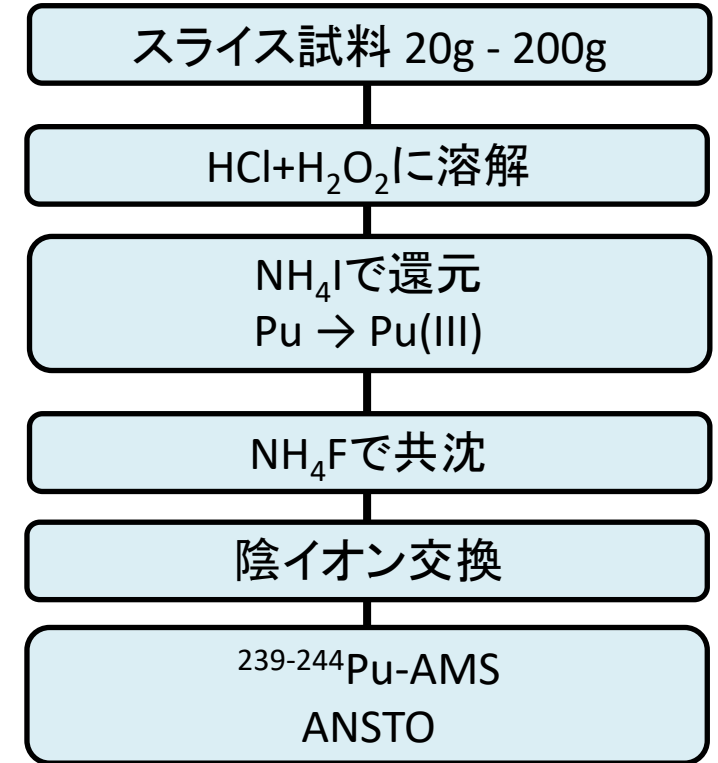 スライス試料 20g - 200g
HCl+H₂O₂に溶解
NH₄Iで還元
Pu → Pu(III)
NH₄Fで共沈
陰イオン交換
²³⁹⁻²⁴⁴Pu-AMS
ANSTO